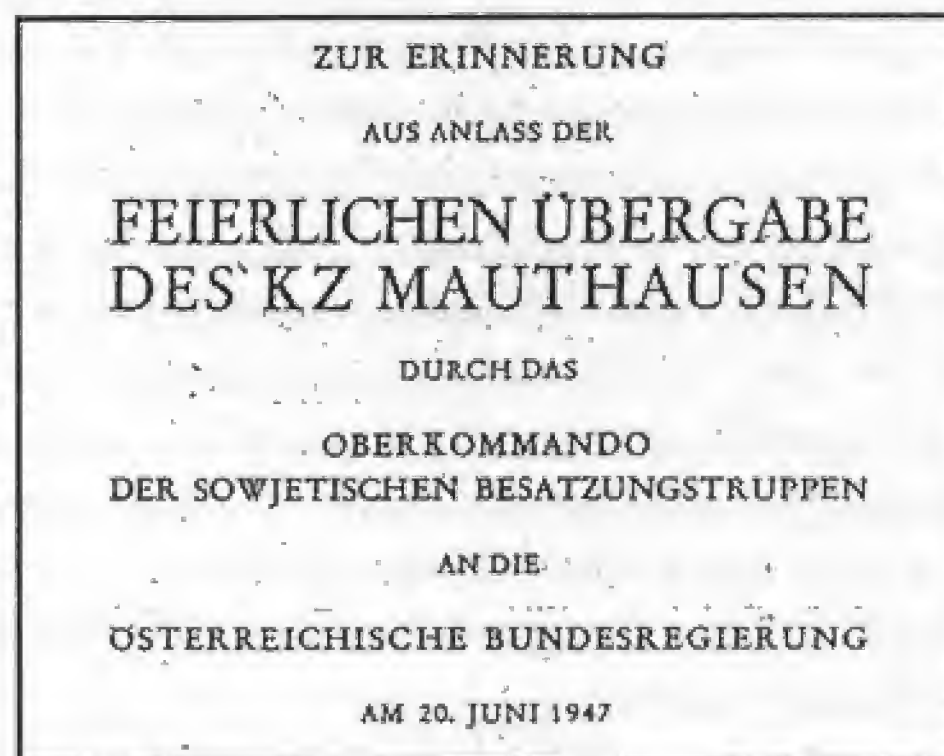 ZUR ERINNERUNG
AUS ANLASS DER
FEIERLICHEN ÜBERGABE
DES KZ MAUTHAUSEN
DURCH DAS
OBERKOMMANDO
DER SOWJETISCHEN BESATZUNGSTRUPPEN
AN DIE
ÖSTERREICHISCHE BUNDESREGIERUNG
AM 20. JUNI 1947